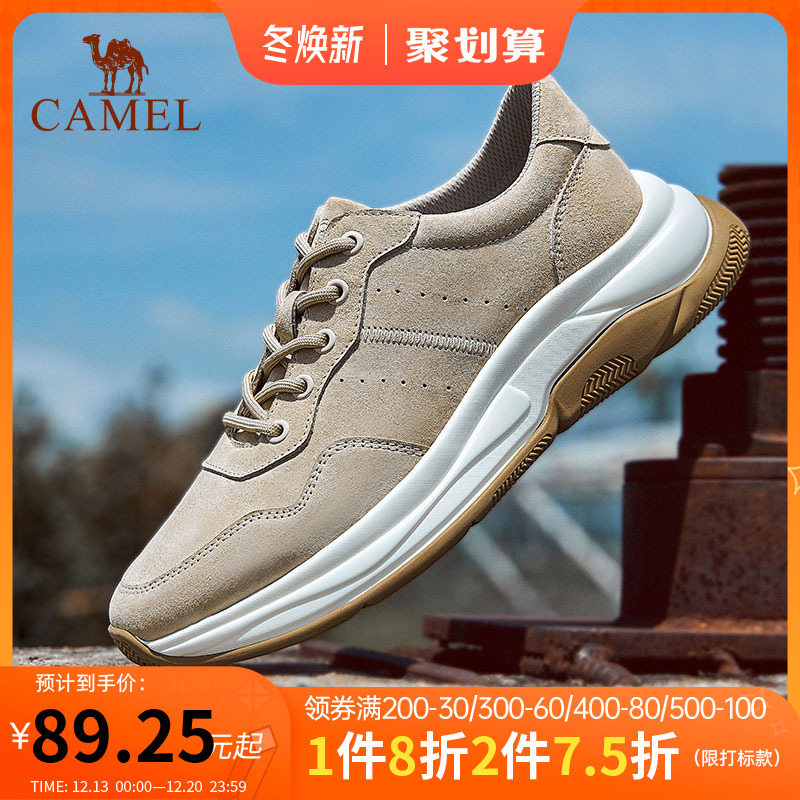 冬焕新 | 聚划算
CAMEL
预计到手价：
¥89.25元起
TIME: 12.13 00:00—12.20 23:59
领券满200-30/300-60/400-80/500-100
1件8折2件7.5折（限打标款）